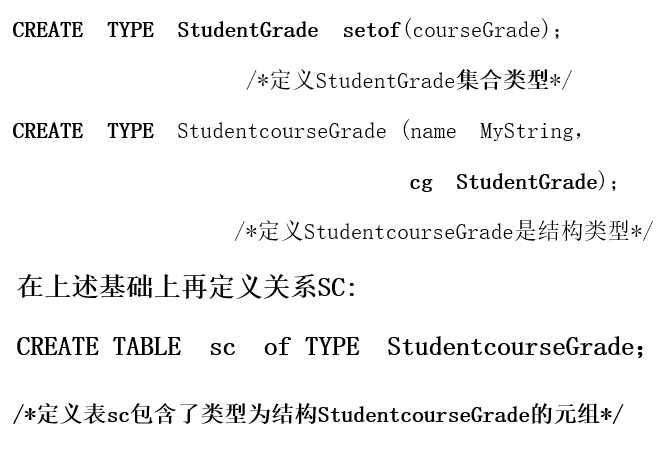 CREATE TYPE StudentGrade setof(courseGrade);
/*定义StudentGrade集合类型*/
CREATE TYPE StudentcourseGrade (name MyString,
cg StudentGrade);
/*定义StudentcourseGrade是结构类型*/
在上述基础上再定义关系SC:
CREATE TABLE sc of TYPE StudentcourseGrade;
/*定义表sc包含了类型为结构StudentcourseGrade的元组*/